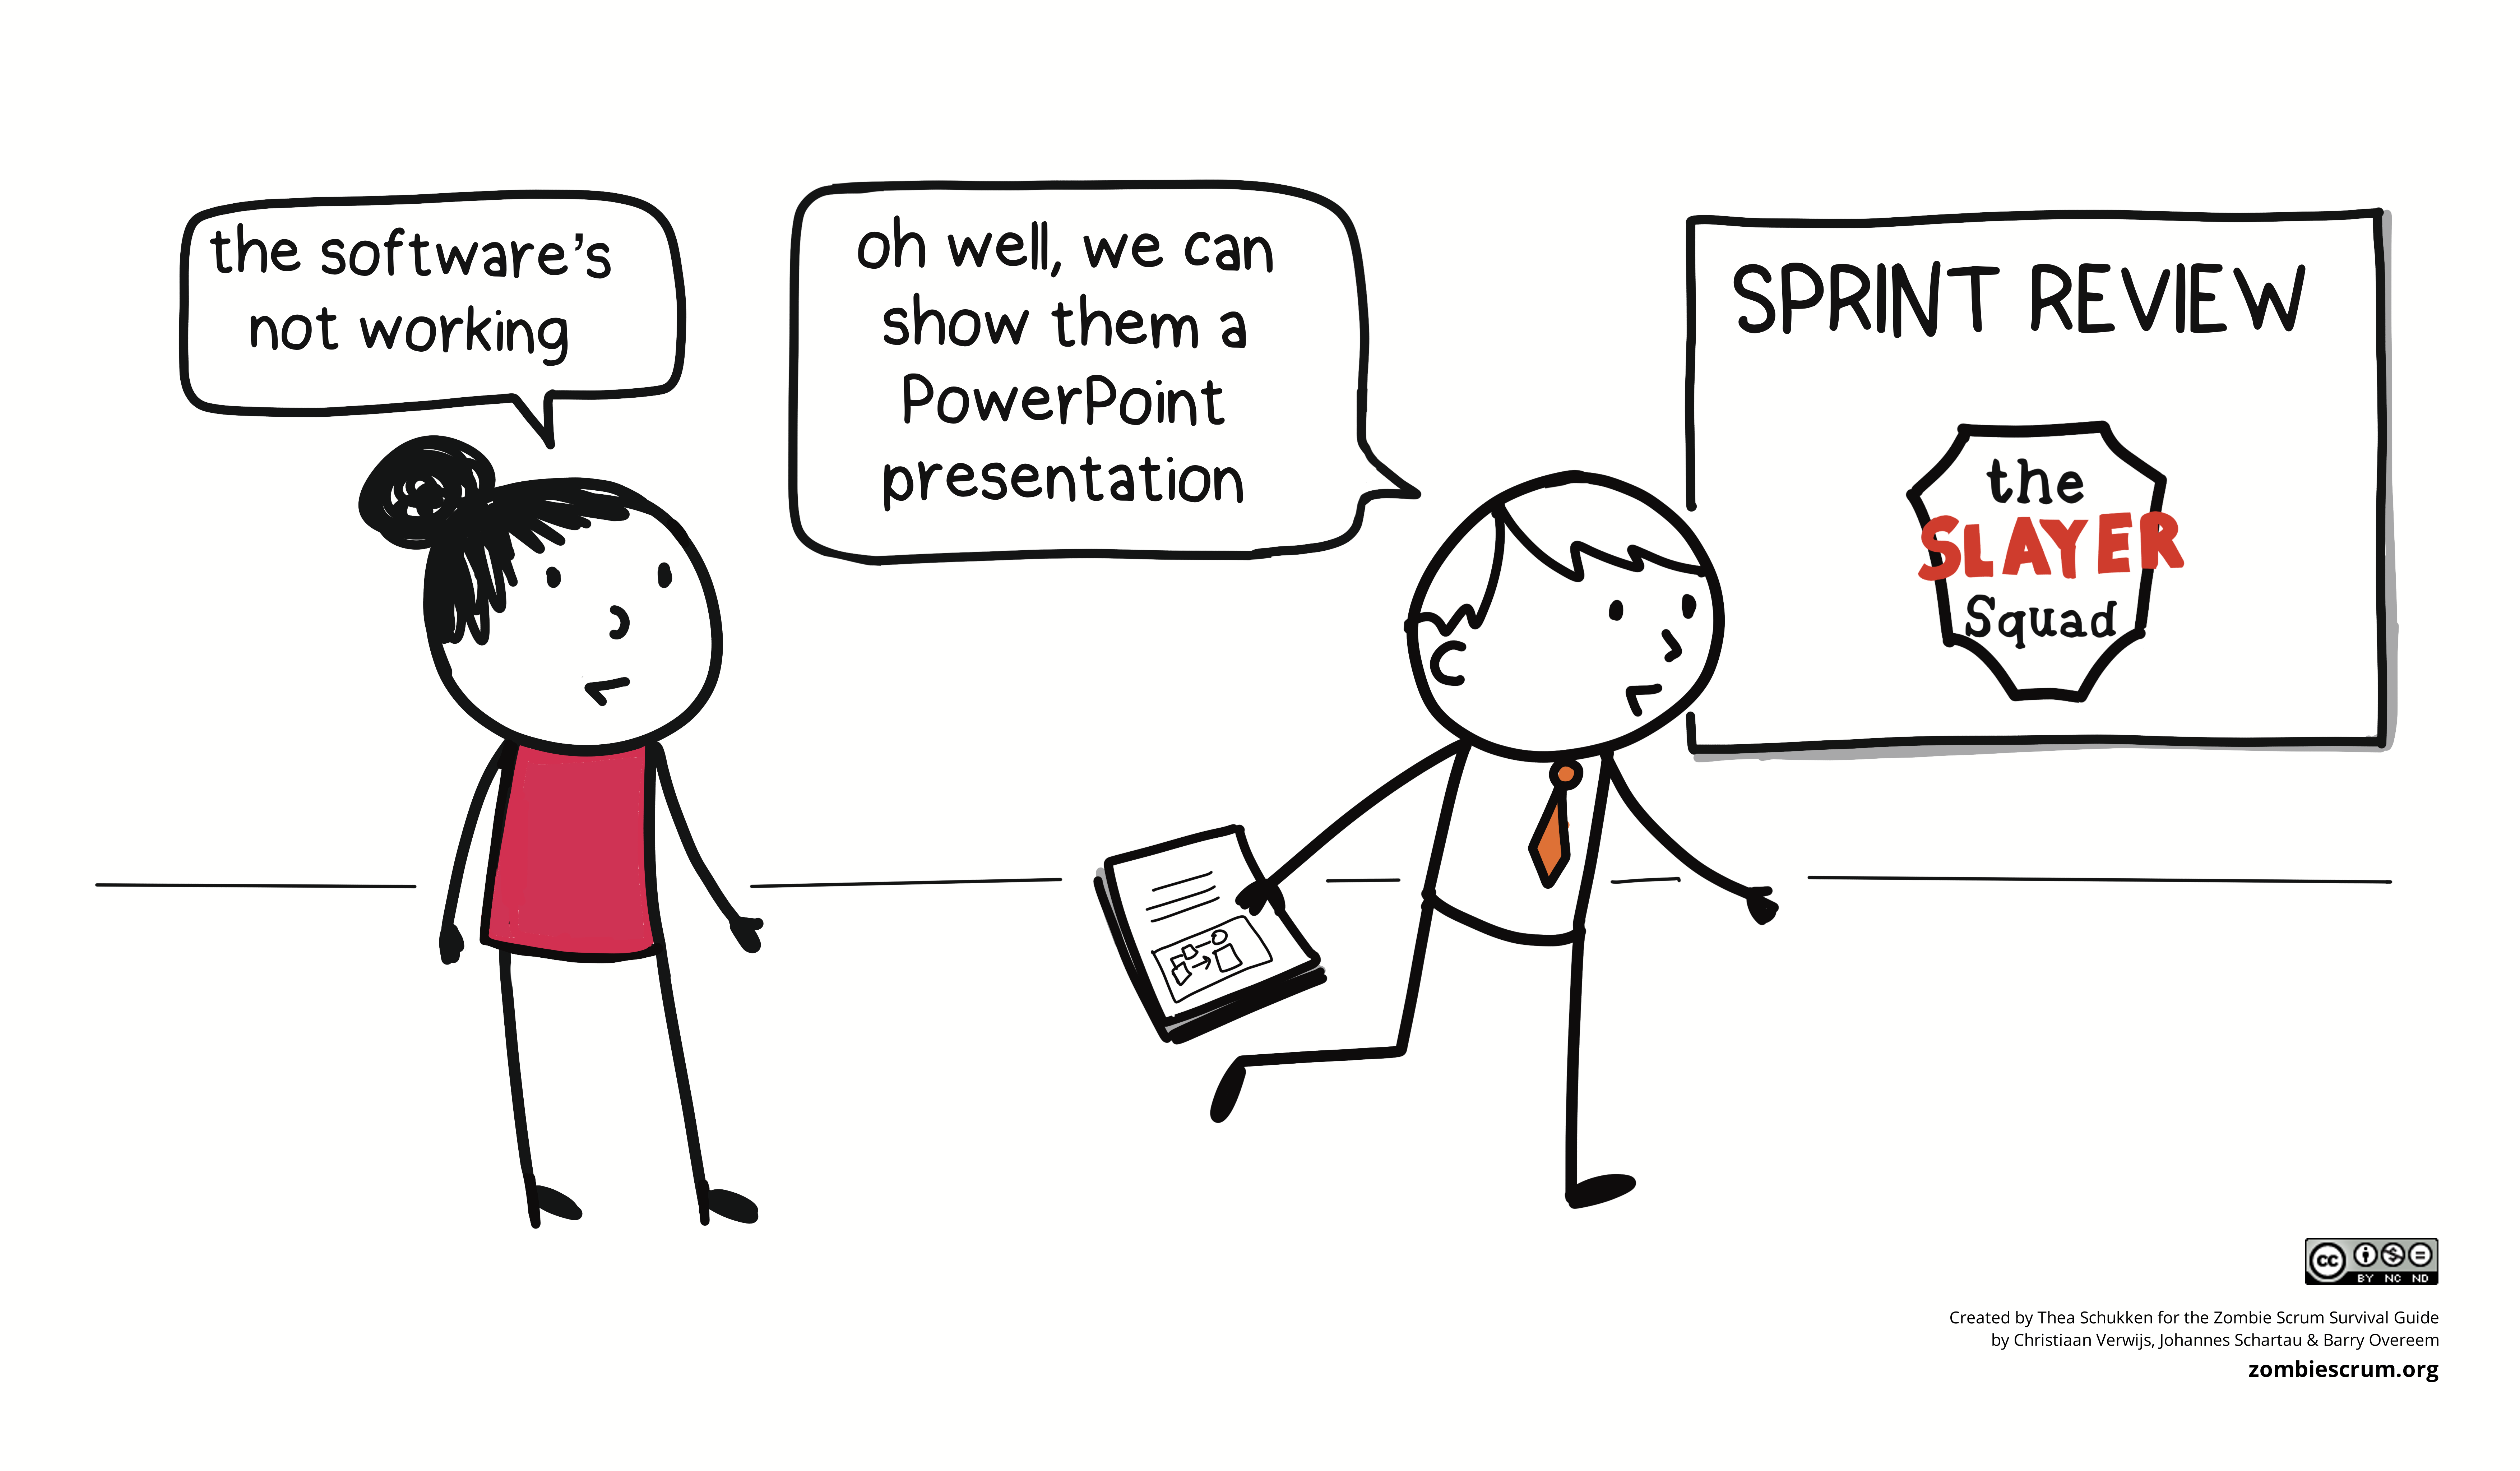 the software's
not working
oh well, we can
show them a
PowerPoint
presentation
SPRINT REVIEW
the
SLAYER
Squad
cc
BY NC ND
Created by Thea Schukken for the Zombie Scrum Survival Guide
by Christiaan Verwijs, Johannes Schartau & Barry Overeem
zombiescrum.org